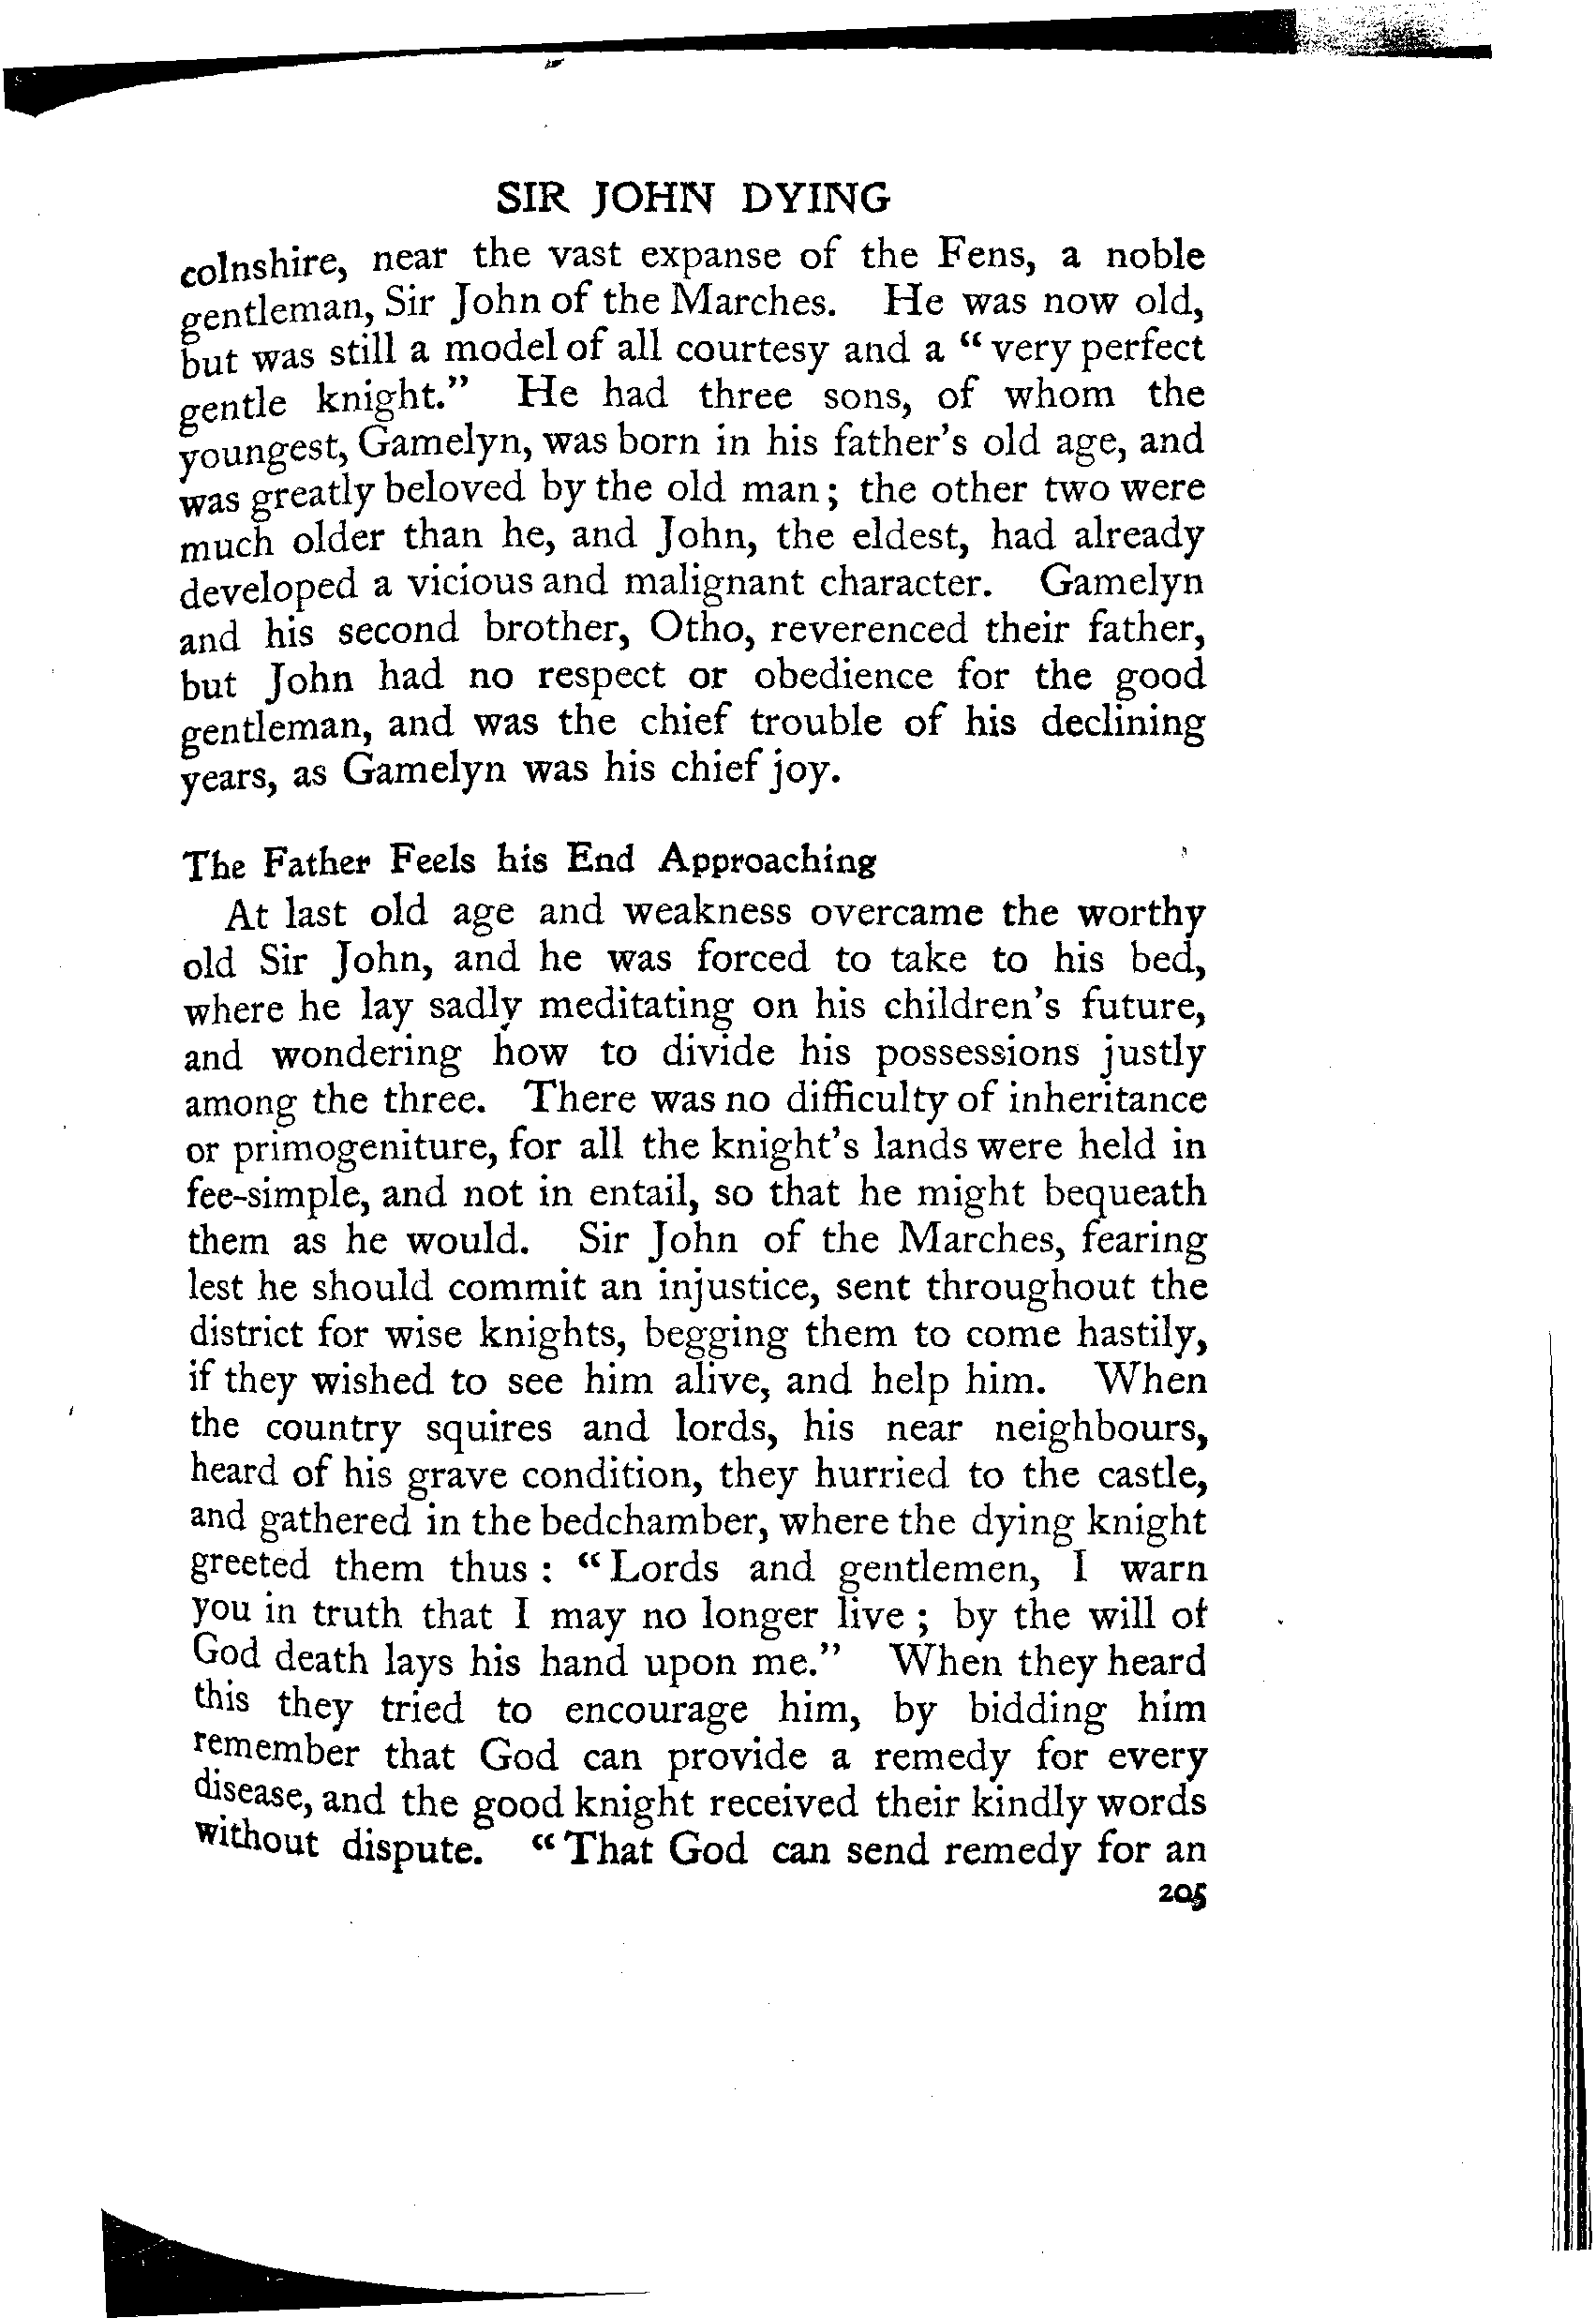 SIR JOHN DYING
colnshire, near the vast expanse of the Fens, a noble
gentleman, Sir John of the Marches. He was now old,
but was still a model of all courtesy and a “very perfect
gentle knight.” He had three sons, of whom the
youngest, Gamelyn, was born in his father's old age, and
was greatly beloved by the old man; the other two were
much older than he, and John, the eldest, had already
developed a vicious and malignant character. Gamelyn
and his second brother, Otho, reverenced their father,
but John had no respect or obedience for the good
gentleman, and was the chief trouble of his declining
years, as Gamelyn was his chief joy.
The Father Feels his End Approaching
At last old age and weakness overcame the worthy
old Sir John, and he was forced to take to his bed,
where he lay sadly meditating on his children's future,
and wondering how to divide his possessions justly
among the three. There was no difficulty of inheritance
or primogeniture, for all the knight's lands were held in
fee-simple, and not in entail, so that he might bequeath
them as he would. Sir John of the Marches, fearing
lest he should commit an injustice, sent throughout the
district for wise knights, begging them to come hastily,
if they wished to see him alive, and help him. When
the country squires and lords, his near neighbours,
heard of his grave condition, they hurried to the castle,
and gathered in the bedchamber, where the dying knight
greeted them thus: “Lords and gentlemen, I warn
you in truth that I may no longer live; by the will of
God death lays his hand upon me.” When they heard
this they tried to encourage him, by bidding him
remember that God can provide a remedy for every
disease, and the good knight received their kindly words
without dispute. “That God can send remedy for an
205